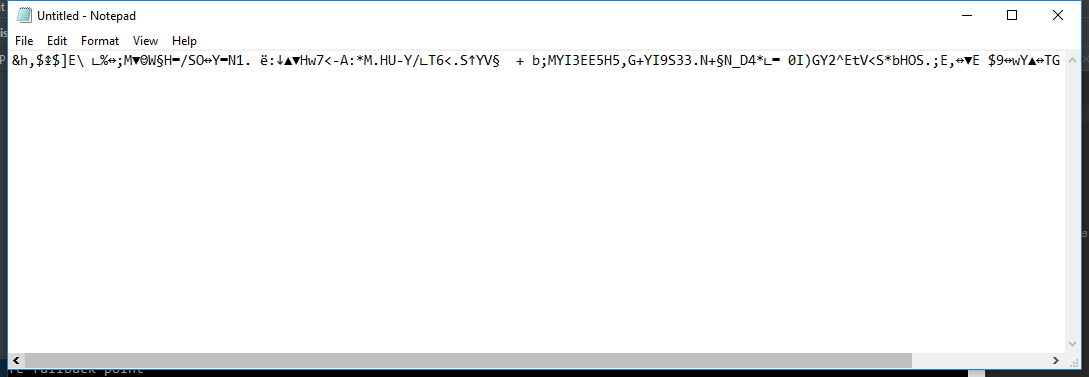 Untitled - Notepad
File Edit Format View Help
&h,$↨$]E\ ∟%↔;M▼ΘW§H▬/SO↔Y▬N1. ë:↓▲▼Hw7<-A:*M.HU-Y/∟T6<.S↑YV§  + b;MYI3EE5H5,G+YI9S33.N+§N_D4*∟▬ 0I)GY2^EtV<S*bHOS.;E,↔▼E $9↔wY▲↔TG
re fallback point